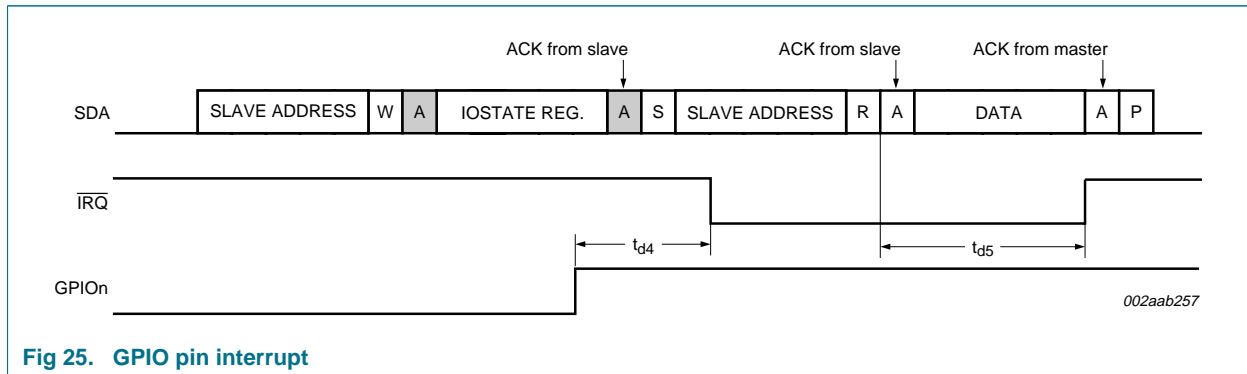 ACK from slave ACK from slave ACK from master
SDA SLAVE ADDRESS W A IOSTATE REG. A S SLAVE ADDRESS R A DATA A P
IRQ
td4 td5
GPIOn
002aab257
Fig 25. GPIO pin interrupt